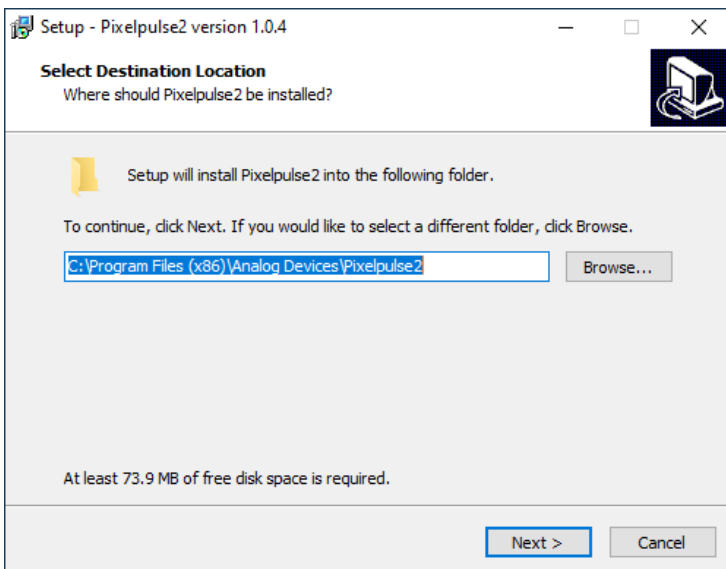 Setup - Pixelpulse2 version 1.0.4
Select Destination Location
Where should Pixelpulse2 be installed?
Setup will install Pixelpulse2 into the following folder.
To continue, click Next. If you would like to select a different folder, click Browse.
C:\Program Files (x86)\Analog Devices\Pixelpulse2
Browse...
At least 73.9 MB of free disk space is required.
Next >
Cancel